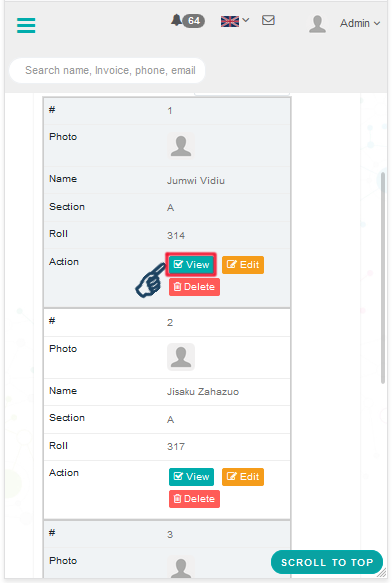 64
Admin
Search name, Invoice, phone, email
# 1
Photo
Name Jumwi Vidiu
Section A
Roll 314
Action View Edit
Delete
# 2
Photo
Name Jisaku Zahazuo
Section A
Roll 317
Action View Edit
Delete
# 3
Photo
SCROLL TO TOP